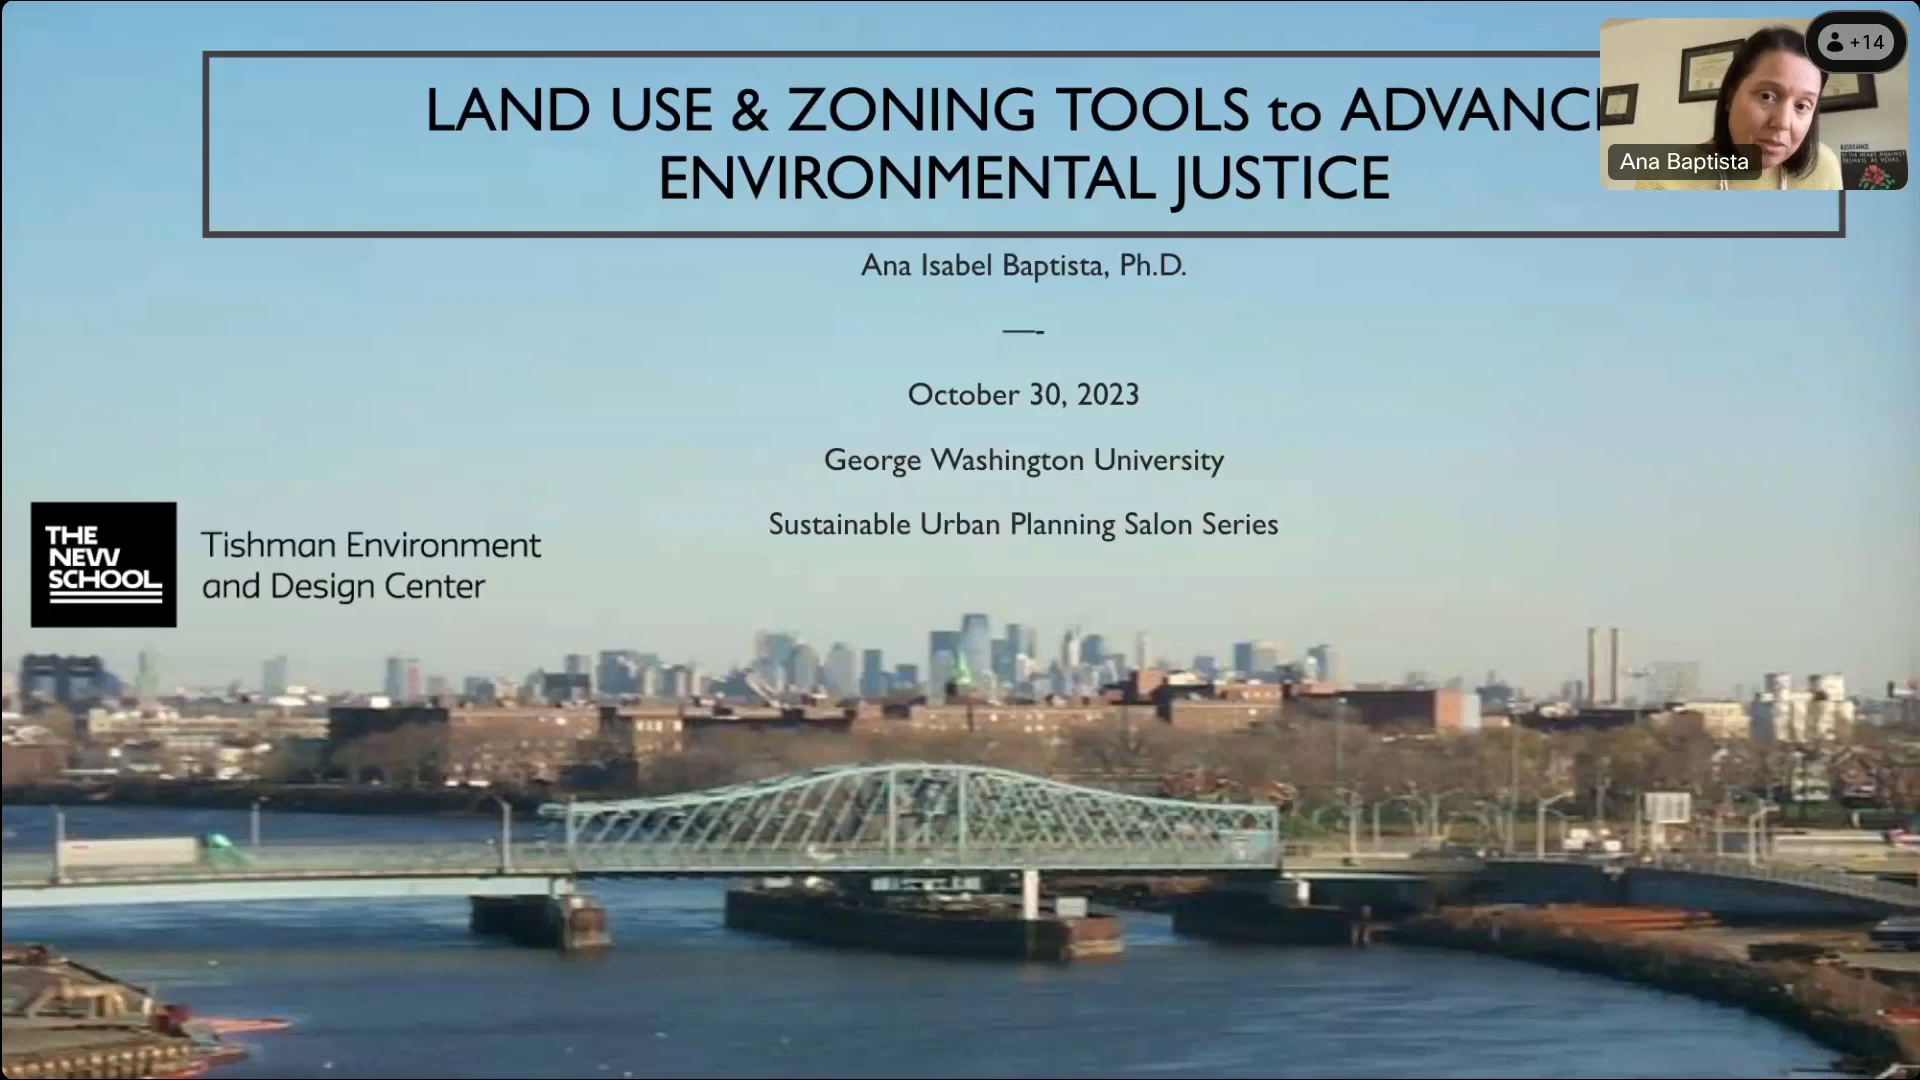 LAND USE & ZONING TOOLS to ADVANC
ENVIRONMENTAL JUSTICE
+14
Ana Baptista
RESISTANCE
Ana Isabel Baptista, Ph.D.
—-
October 30, 2023
George Washington University
Sustainable Urban Planning Salon Series
THE
NEW
SCHOOL
Tishman Environment
and Design Center